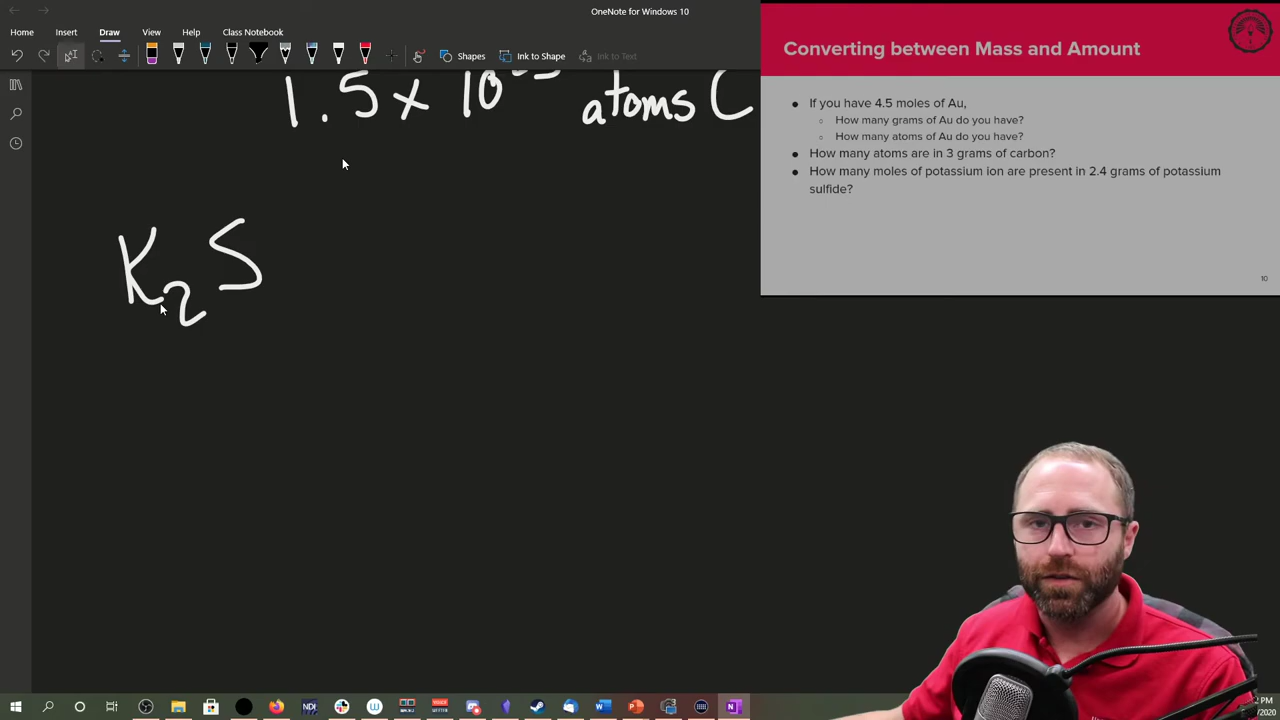 OneNote for Windows 10
Home Insert Draw View Help Class Notebook
Shapes Ink to Shape Ink to Text
1.5 x 10 atoms C
K2S
Converting between Mass and Amount
● If you have 4.5 moles of Au,
○ How many grams of Au do you have?
○ How many atoms of Au do you have?
● How many atoms are in 3 grams of carbon?
● How many moles of potassium ion are present in 2.4 grams of potassium
sulfide?
10